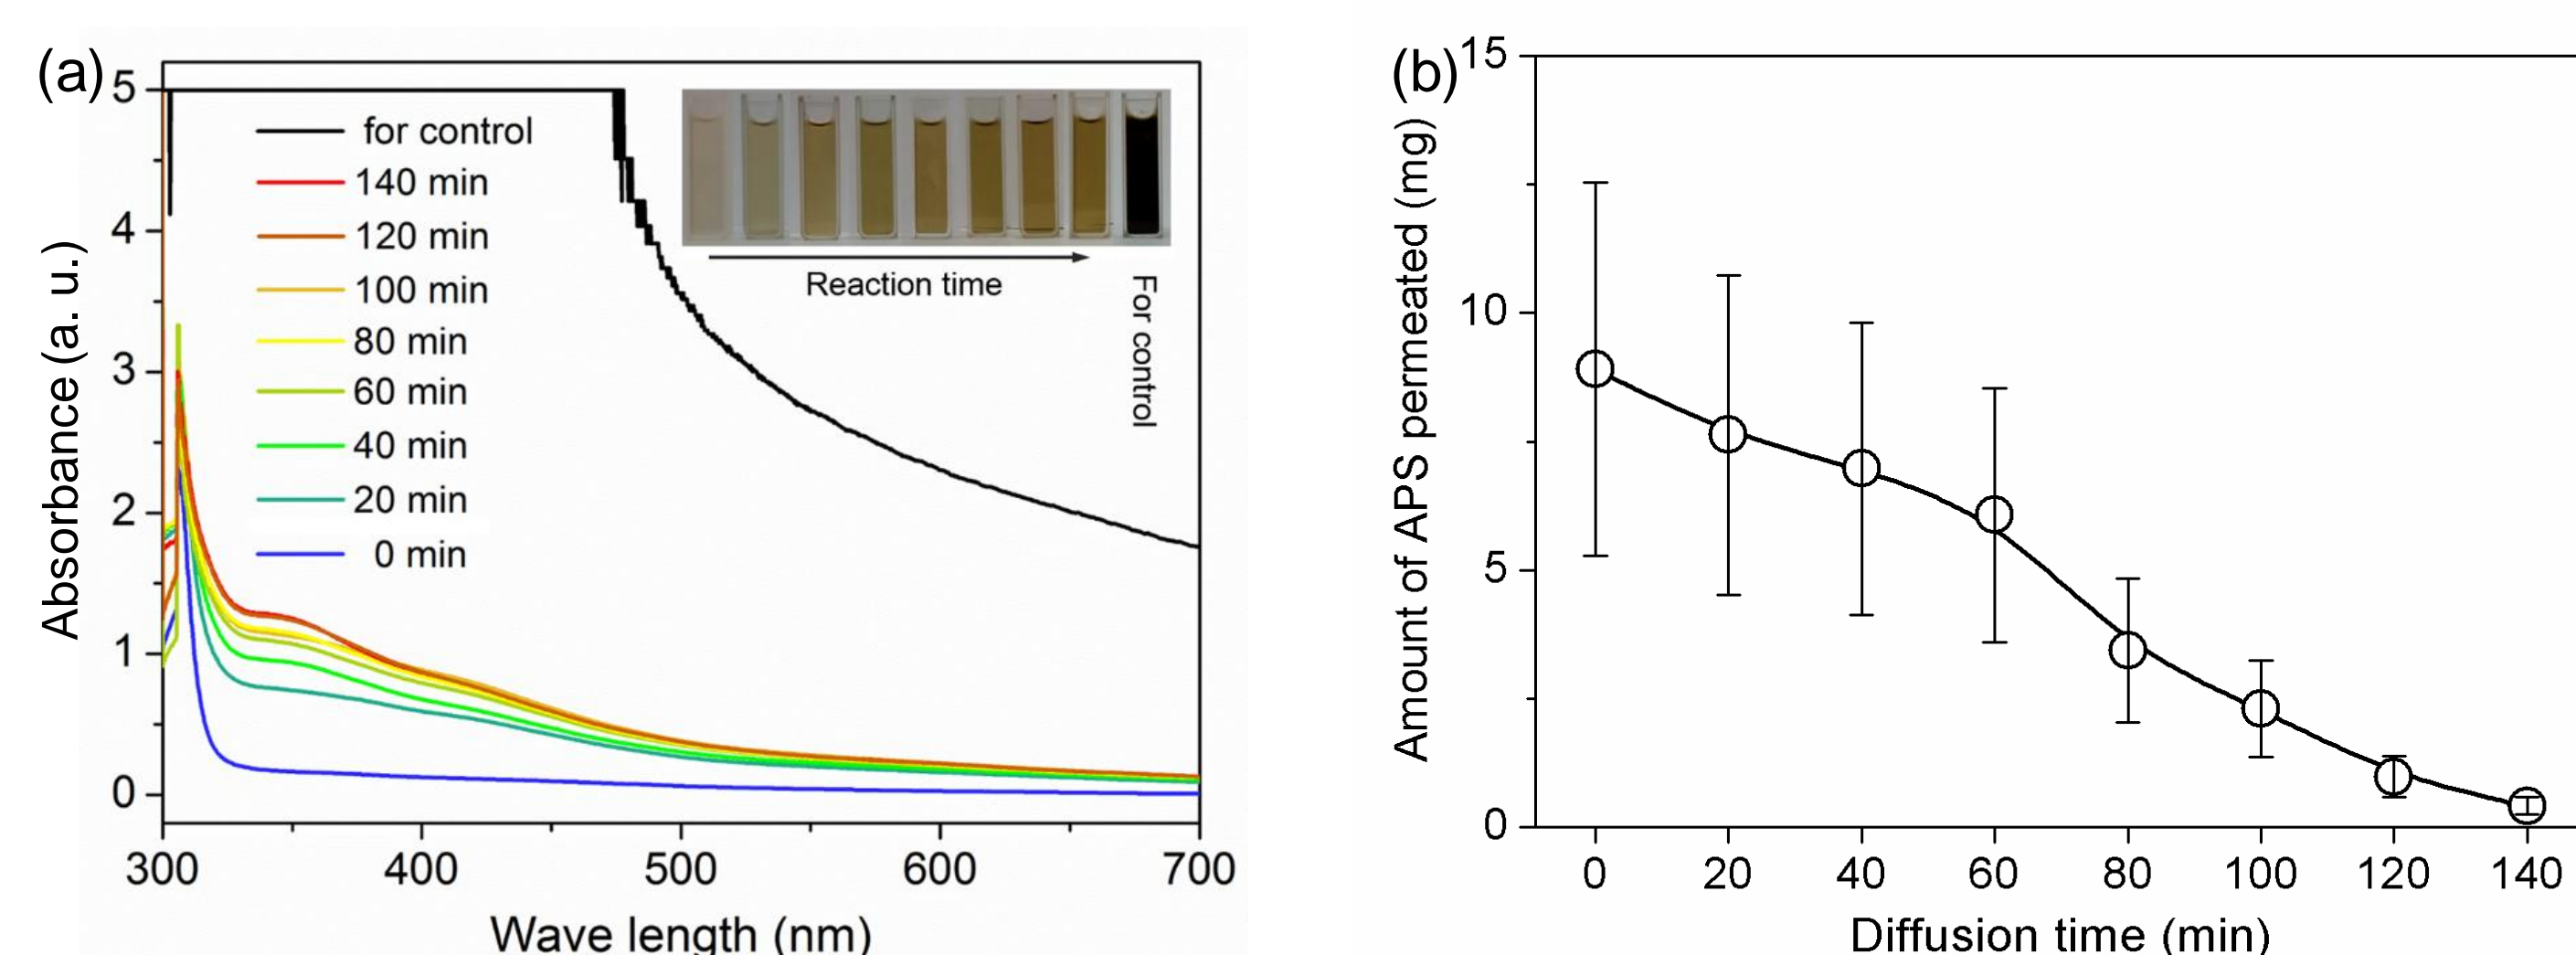 (a)
5
4
3
2
1
0
Absorbance (a. u.)
for control
140 min
120 min
100 min
80 min
60 min
40 min
20 min
0 min
Reaction time
For control
300 400 500 600 700
Wave length (nm)
(b)
15
10
5
0
Amount of APS permeated (mg)
0 20 40 60 80 100 120 140
Diffusion time (min)